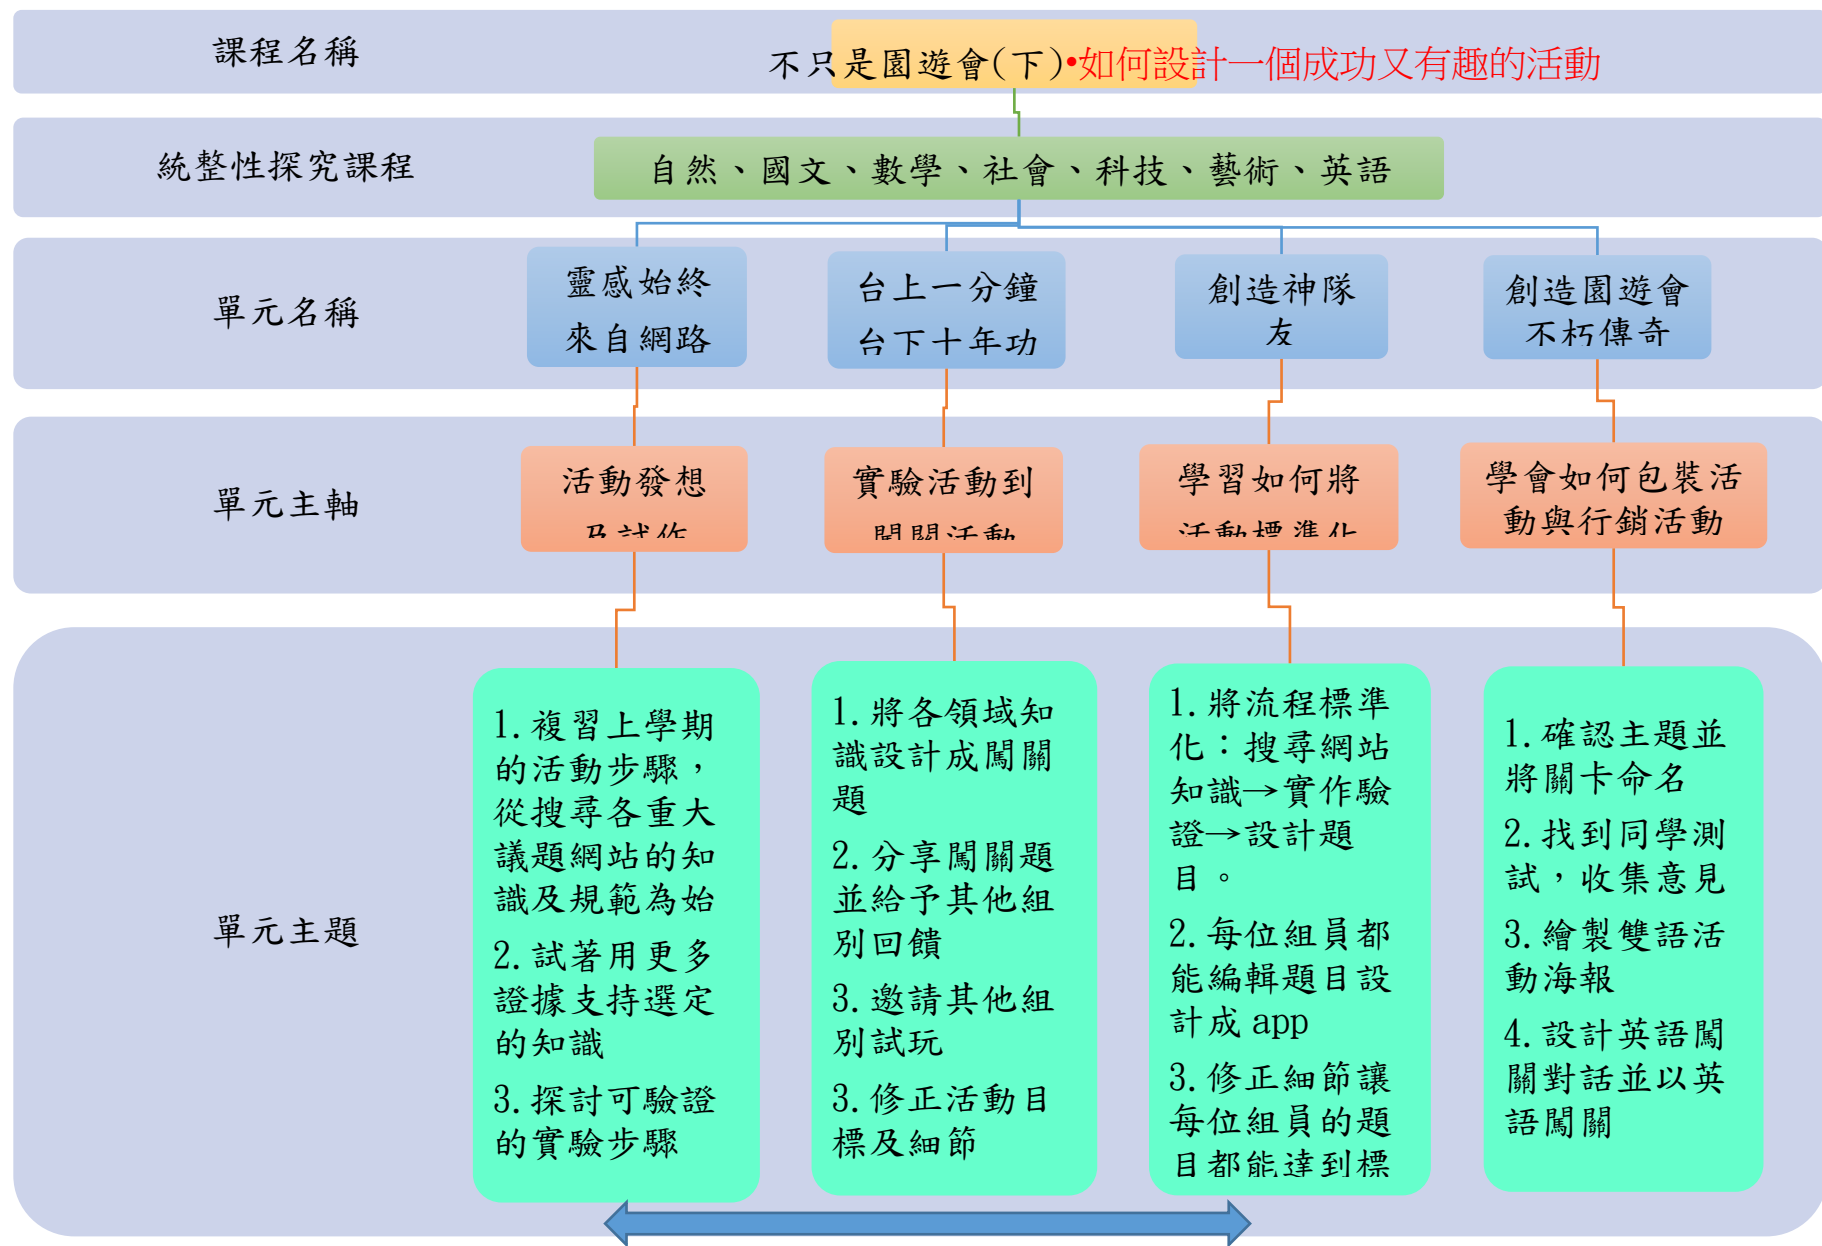 課程名稱
不只是園遊會(下)•如何設計一個成功又有趣的活動
統整性探究課程
自然、國文、數學、社會、科技、藝術、英語
單元名稱
靈感始終
來自網路
台上一分鐘
台下十年功
創造神隊
友
創造園遊會
不朽傳奇
單元主軸
活動發想
及試作
實驗活動到
闖關活動
學習如何將
活動標準化
學會如何包裝活
動與行銷活動
單元主題
1.複習上學期
的活動步驟，
從搜尋各重大
議題網站的知
識及規範為始
2.試著用更多
證據支持選定
的知識
3.探討可驗證
的實驗步驟
1.將各領域知
識設計成闖關
題
2.分享闖關題
並給予其他組
別回饋
3.邀請其他組
別試玩
3.修正活動目
標及細節
1.將流程標準
化：搜尋網站
知識→實作驗
證→設計題
目。
2.每位組員都
能編輯題目設
計成 app
3.修正細節讓
每位組員的題
目都能達到標
1.確認主題並
將關卡命名
2.找到同學測
試，收集意見
3.繪製雙語活
動海報
4.設計英語闖
關對話並以英
語闖關